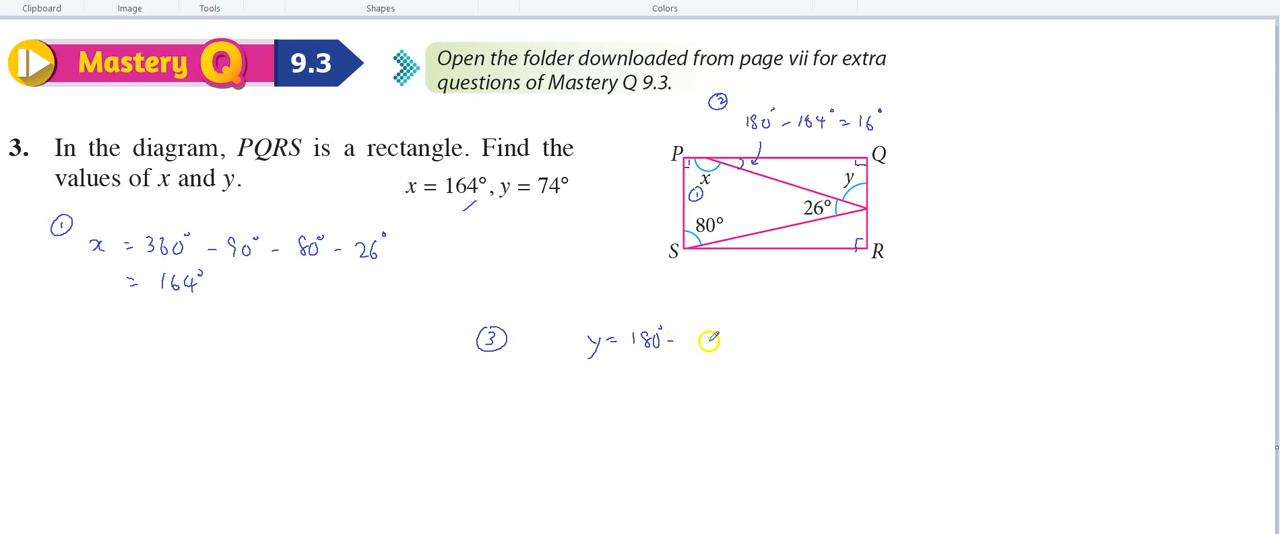 Clipboard Image Tools Shapes Colors
Mastery Q 9.3
Open the folder downloaded from page vii for extra
questions of Mastery Q 9.3.
3. In the diagram, PQRS is a rectangle. Find the
values of x and y.
x = 164°, y = 74°
① x = 360° - 90° - 80° - 26°
= 164°
②
180° - 164° = 16°
P Q
x y
①
26°
80°
S R
③ y = 180° -